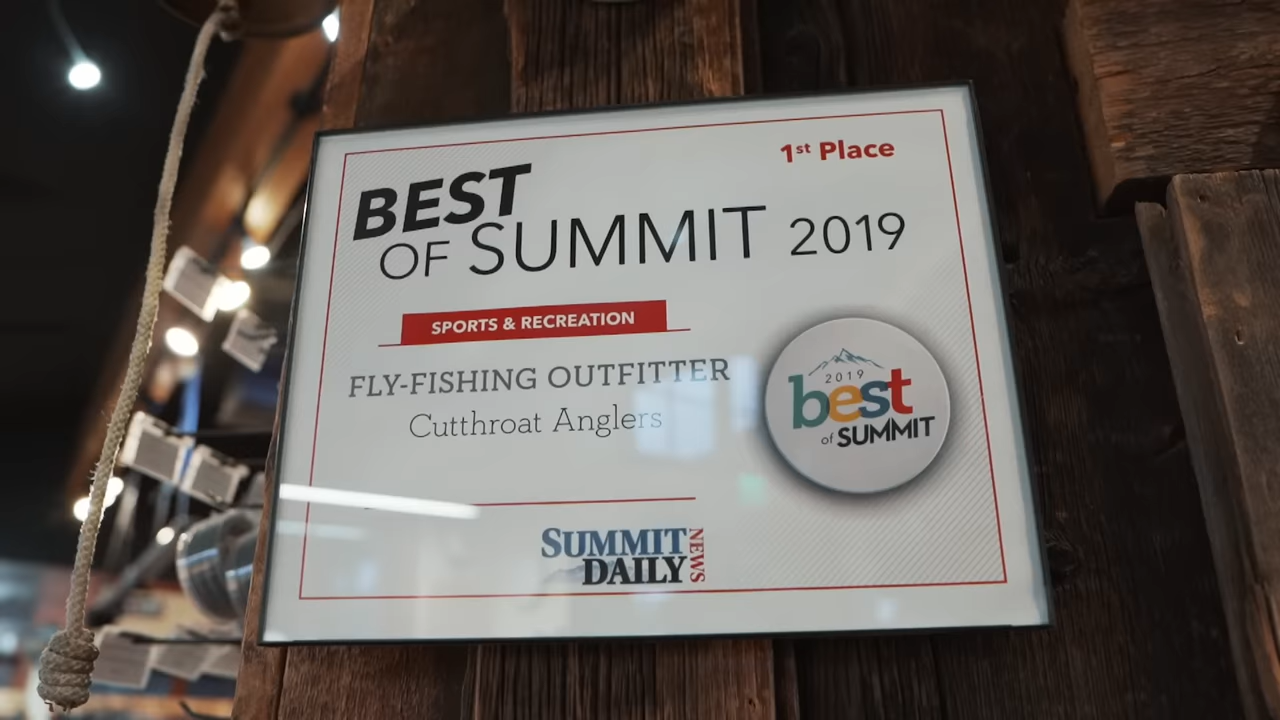 1st Place
BEST
OF SUMMIT 2019
SPORTS & RECREATION
FLY-FISHING OUTFITTER
Cutthroat Anglers
2019
best
of SUMMIT
SUMMIT
DAILY
NEWS